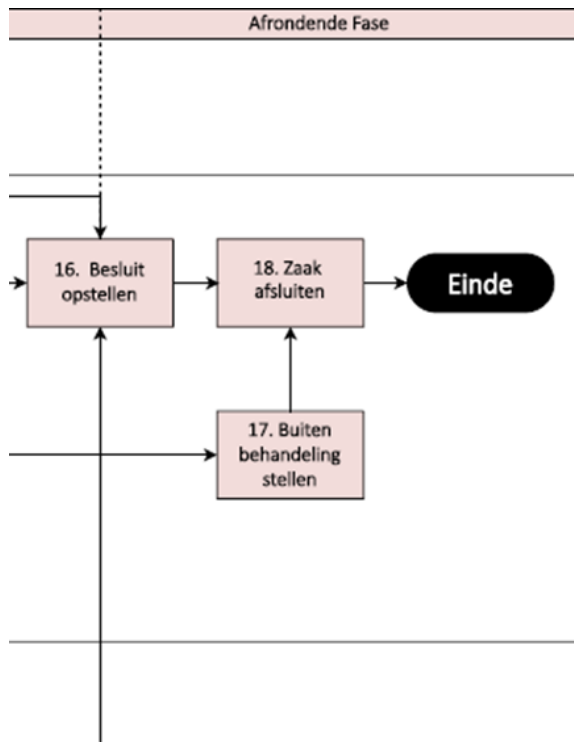 Afrondende Fase
16. Besluit
opstellen
18. Zaak
afsluiten
Einde
17. Buiten
behandeling
stellen